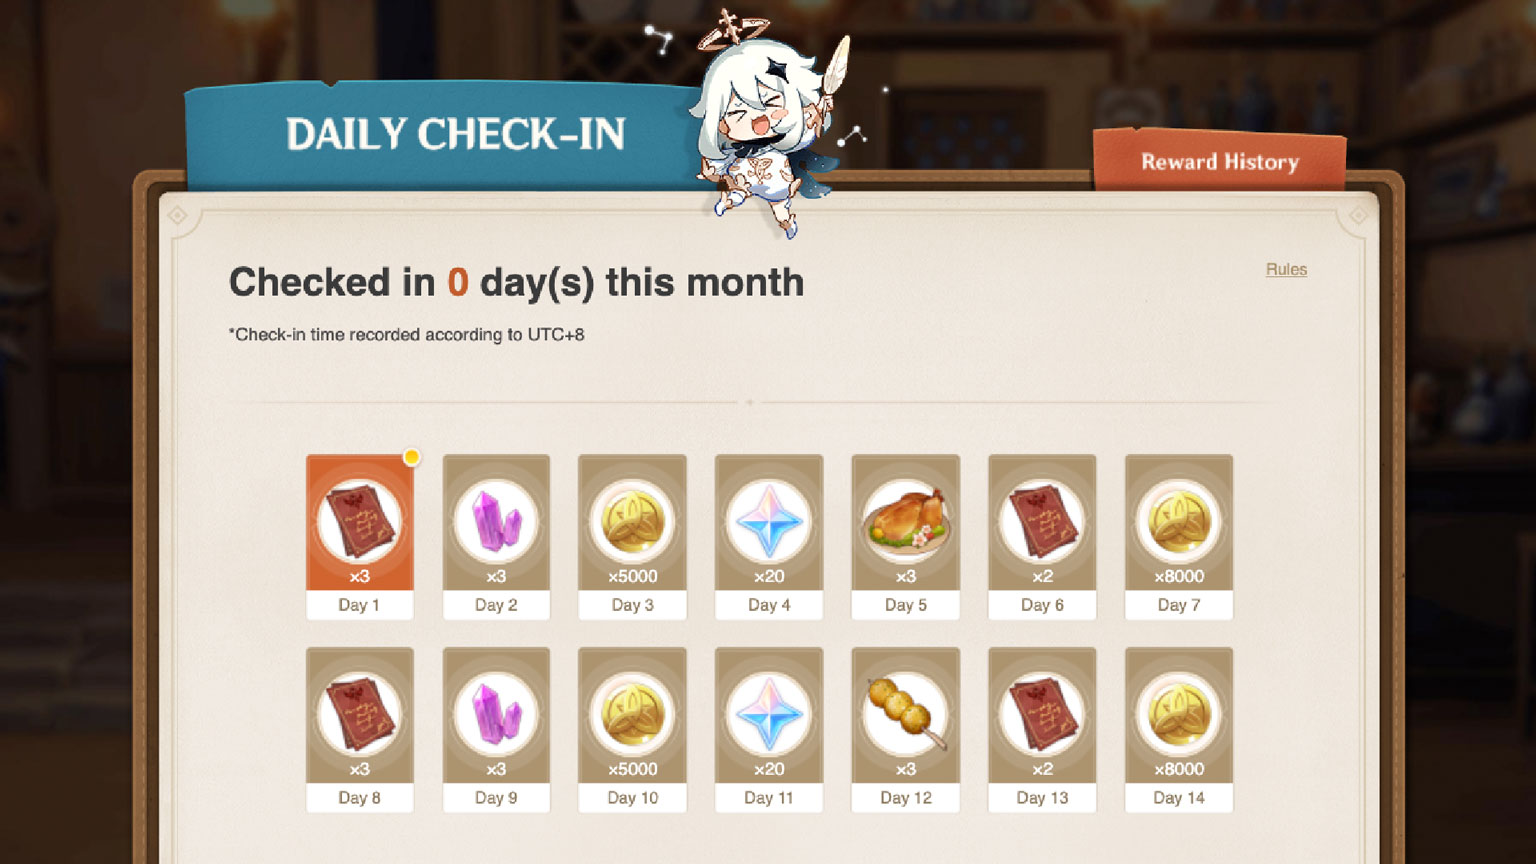 DAILY CHECK-IN
Reward History
Checked in 0 day(s) this month
Rules
*Check-in time recorded according to UTC+8
×3 ×3 ×5000 ×20 ×3 ×2 ×8000
Day 1 Day 2 Day 3 Day 4 Day 5 Day 6 Day 7
×3 ×3 ×5000 ×20 ×3 ×2 ×8000
Day 8 Day 9 Day 10 Day 11 Day 12 Day 13 Day 14